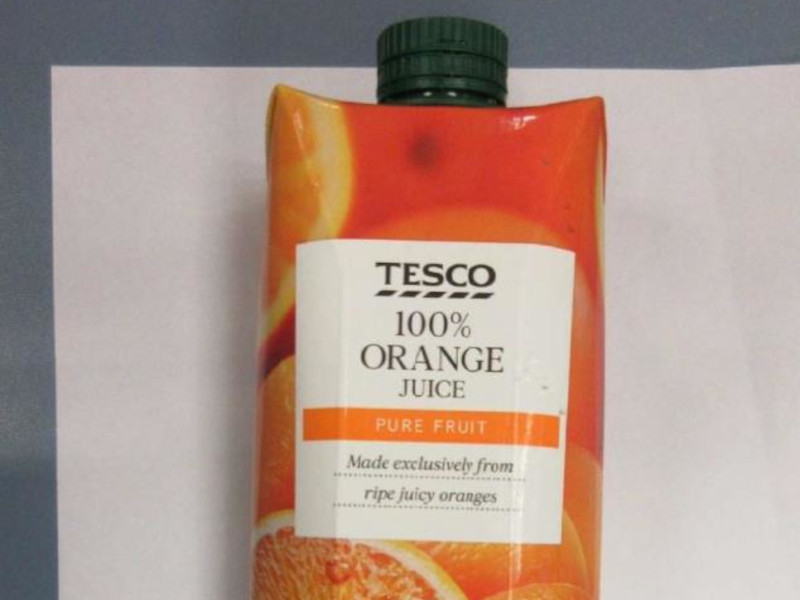 TESCO
100%
ORANGE
JUICE
PURE FRUIT
Made exclusively from
ripe juicy oranges